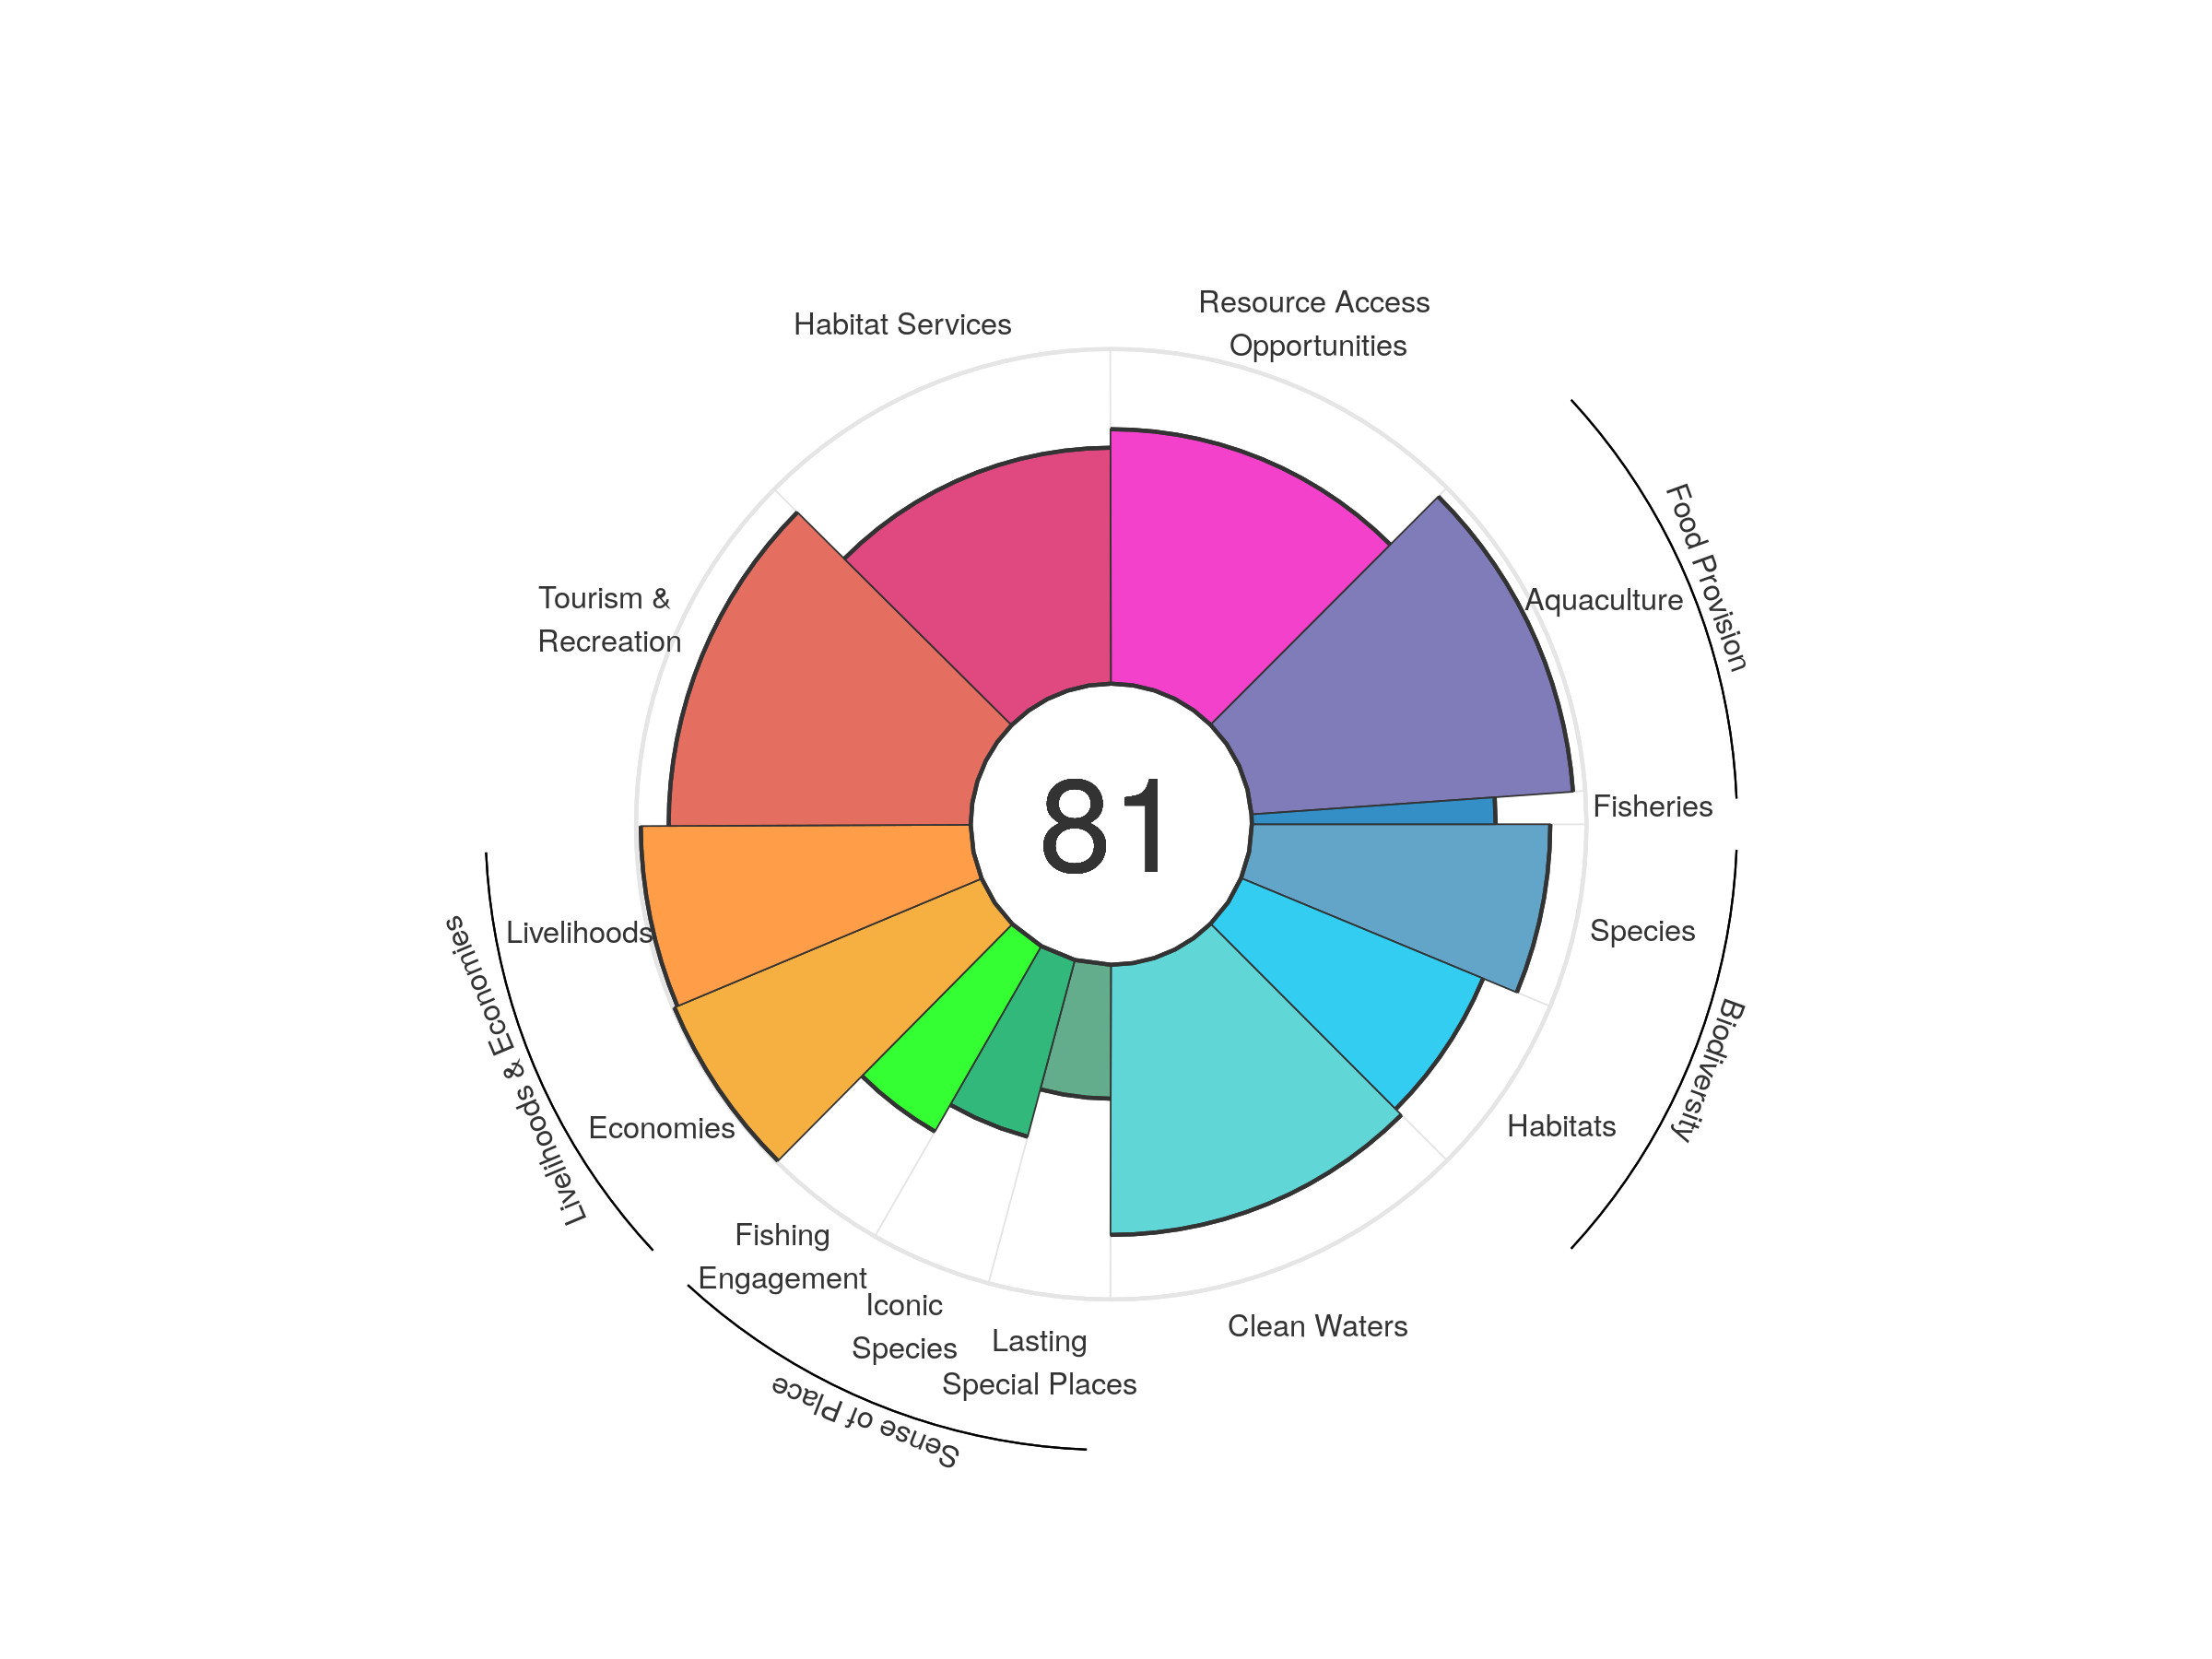 Resource Access
Opportunities
Habitat Services
Food Provision
Aquaculture
Tourism &
Recreation
81
Fisheries
Species
Livelihoods
Livelihoods & Economies
Biodiversity
Habitats
Economies
Fishing
Engagement
Iconic
Species
Lasting
Special Places
Clean Waters
Sense of Place